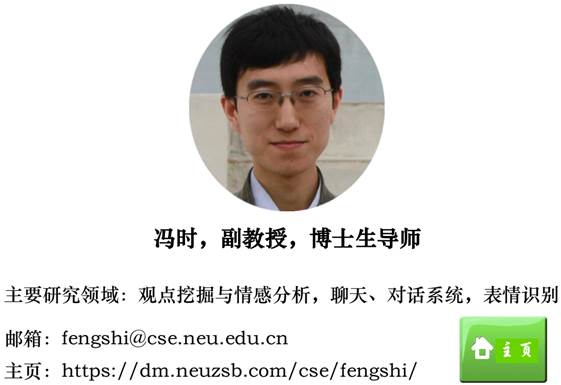 冯时，副教授，博士生导师
主要研究领域：观点挖掘与情感分析，聊天、对话系统，表情识别
邮箱：fengshi@cse.neu.edu.cn
主页
主页：https://dm.neuzsb.com/cse/fengshi/